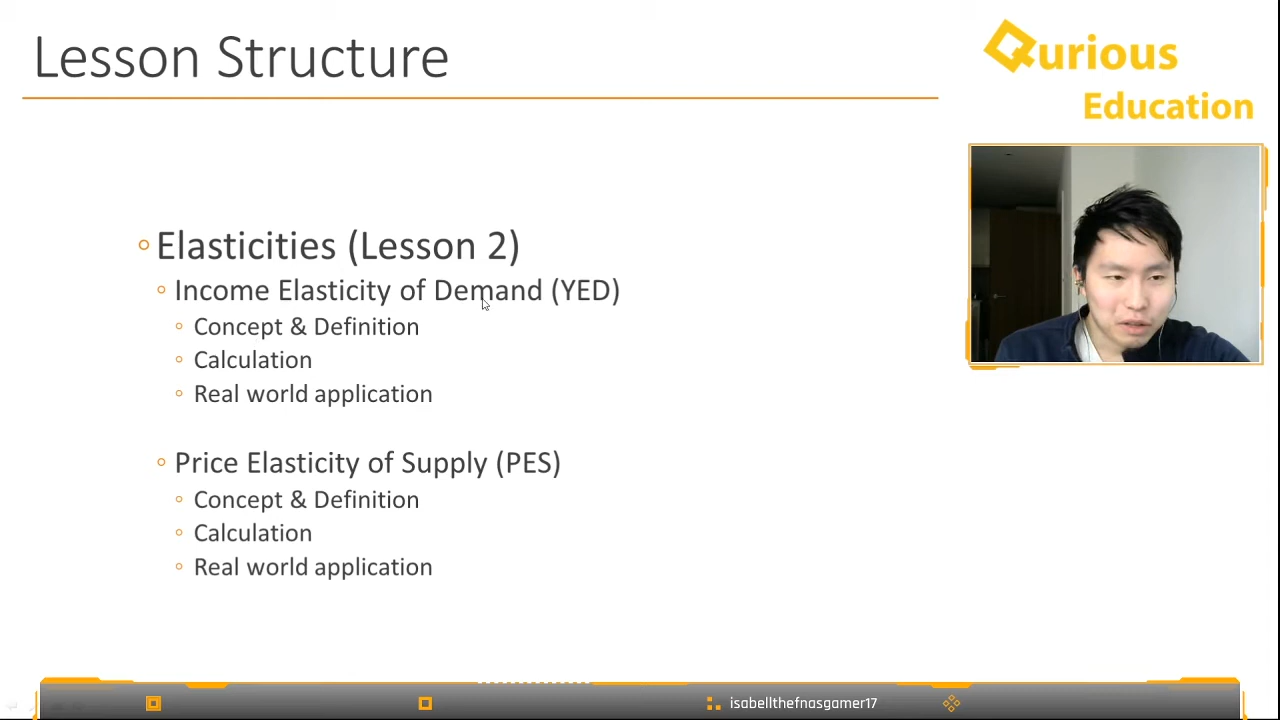 Lesson Structure
Qurious
Education
Elasticities (Lesson 2)
Income Elasticity of Demand (YED)
Concept & Definition
Calculation
Real world application
Price Elasticity of Supply (PES)
Concept & Definition
Calculation
Real world application
isabellthefnasgamer17